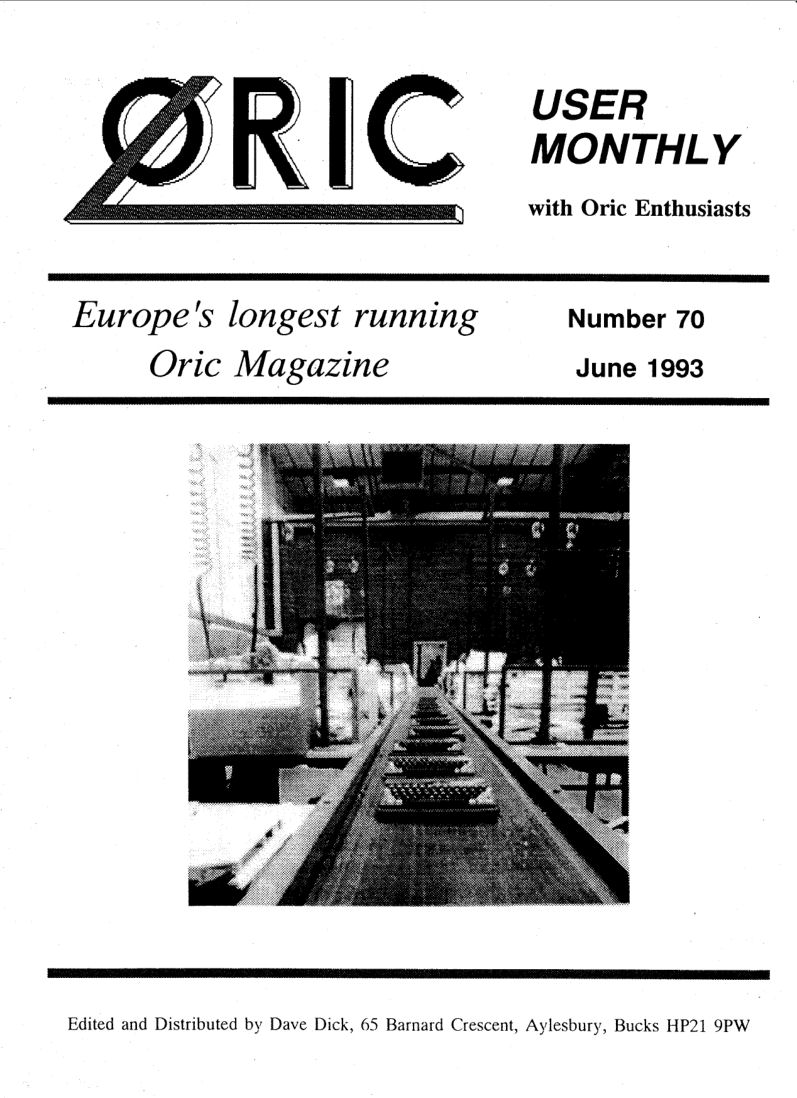 ORIC
USER
MONTHLY
with Oric Enthusiasts
Europe's longest running
Oric Magazine
Number 70
June 1993
Edited and Distributed by Dave Dick, 65 Barnard Crescent, Aylesbury, Bucks HP21 9PW